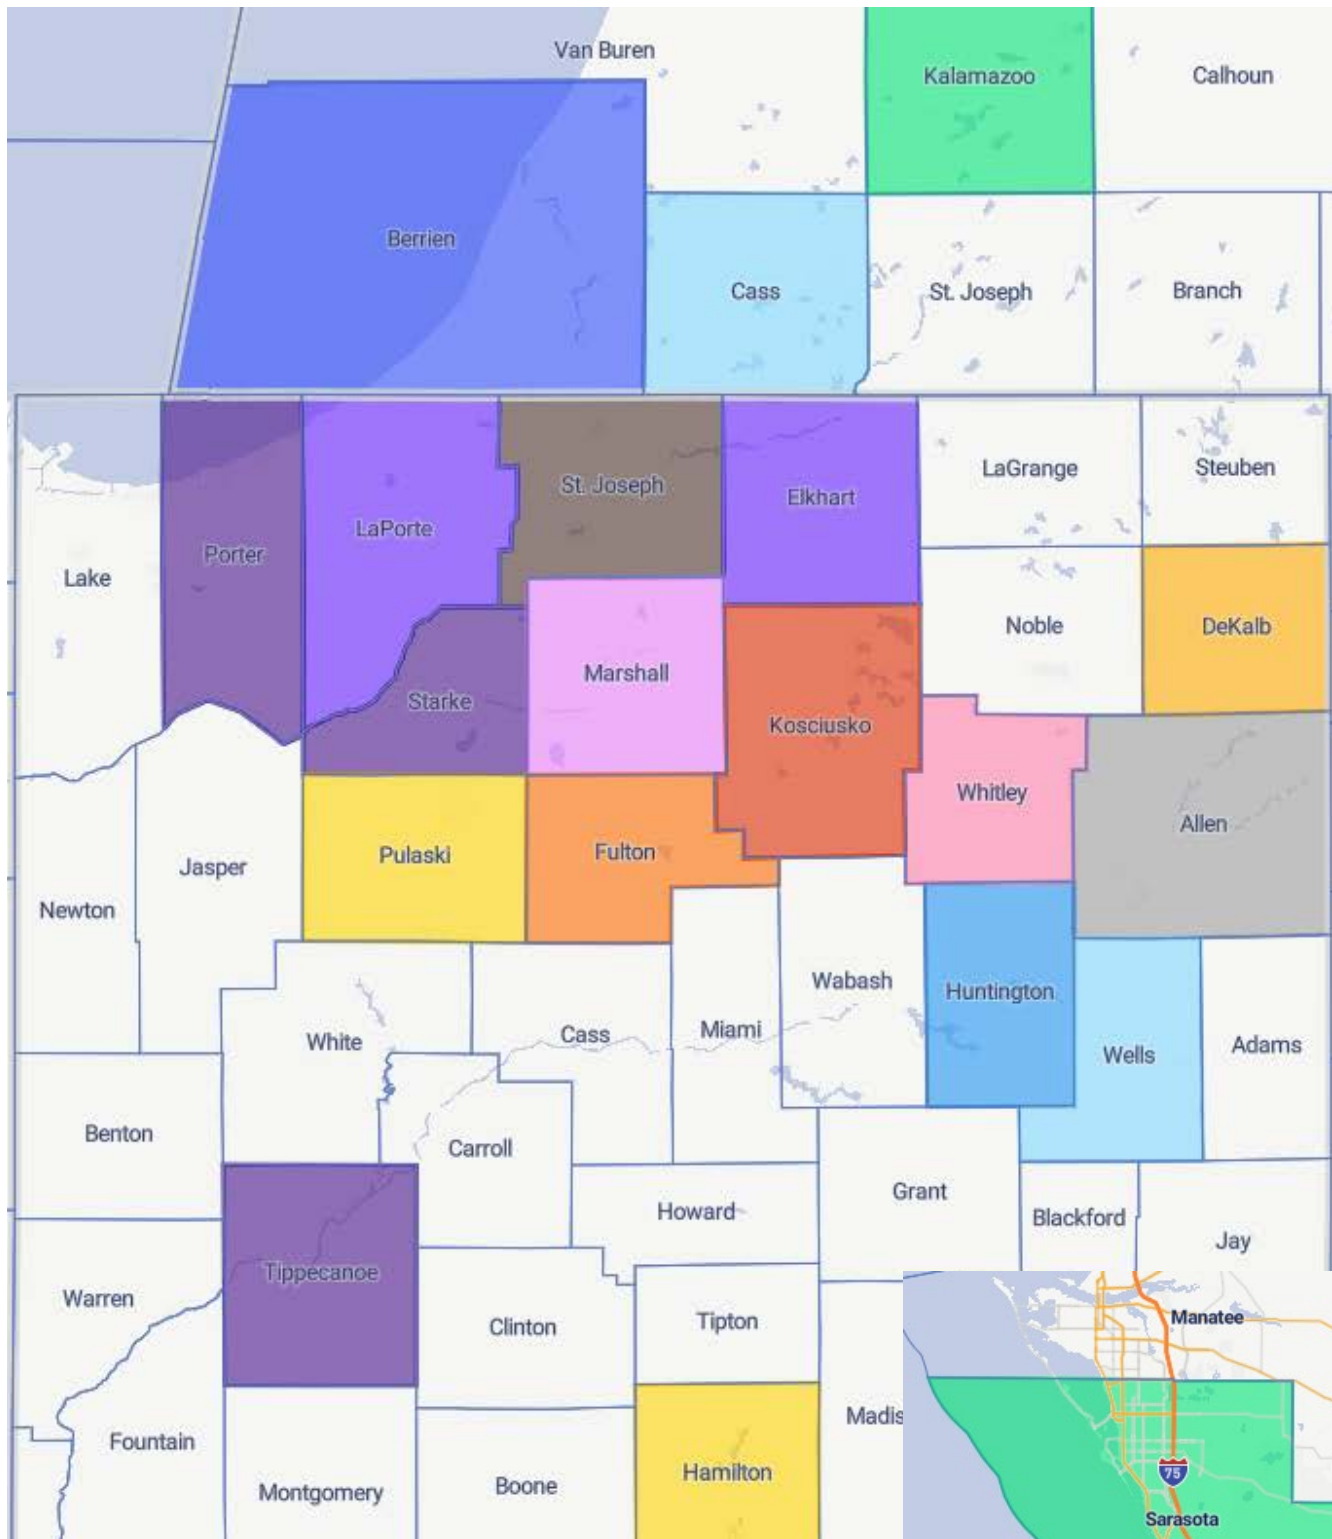 Van Buren
Kalamazoo
Calhoun
Berrien
Cass
St. Joseph
Branch
LaGrange
Steuben
St. Joseph
Elkhart
LaPorte
Porter
Lake
Noble
DeKalb
Marshall
Starke
Kosciusko
Whitley
Allen
Fulton
Pulaski
Jasper
Newton
Wabash
Huntington
Miami
Cass
White
Wells
Adams
Benton
Carroll
Grant
Howard
Blackford
Jay
Tippecanoe
Warren
Clinton
Tipton
Manatee
Madis
Fountain
Hamilton
75
Boone
Montgomery
Sarasota